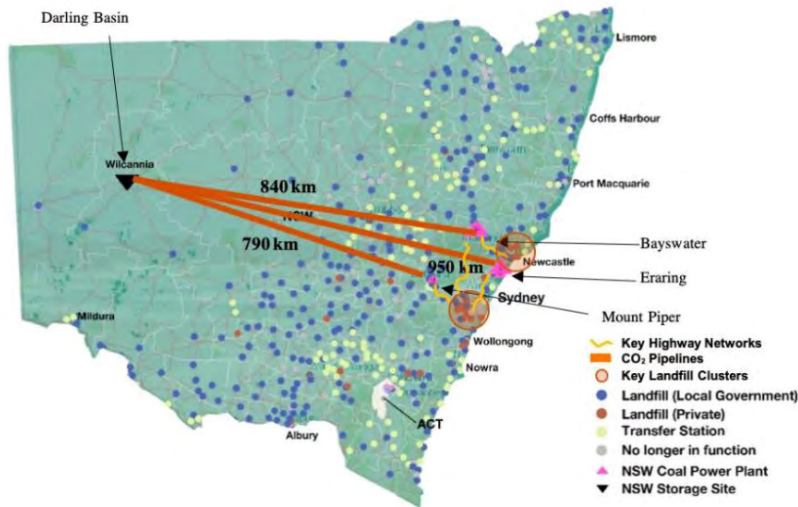 Darling Basin
Lismore
Coffs Harbour
Wilcannia
Port Macquarie
840 km
NSW
790 km
950 km
Bayswater
Newcastle
Eraring
Sydney
Mount Piper
Mildura
Wollongong
Nowra
ACT
Albury
Key Highway Networks
CO₂ Pipelines
Key Landfill Clusters
Landfill (Local Government)
Landfill (Private)
Transfer Station
No longer in function
NSW Coal Power Plant
NSW Storage Site